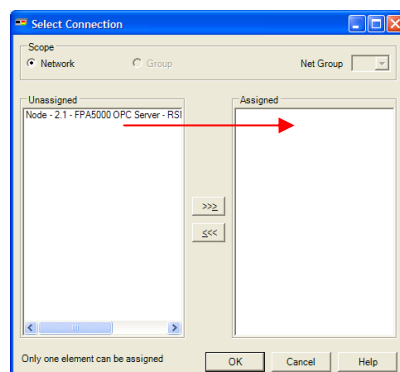 Select Connection
Scope
Network Group Net Group
Unassigned Assigned
Node - 2.1 - FPA5000 OPC Server - RSI
>>>
<<<
Only one element can be assigned OK Cancel Help